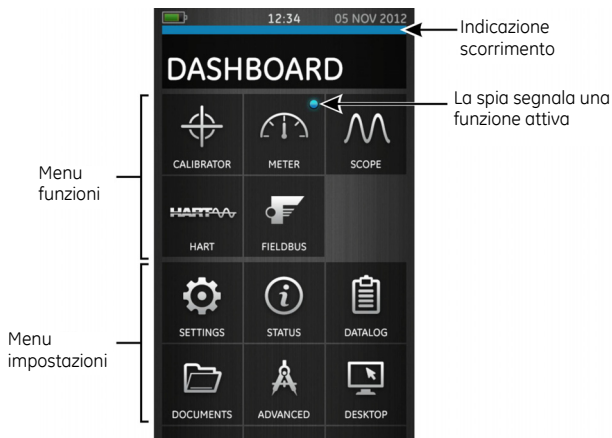 12:34
05 NOV 2012
Indicazione
scorrimento
DASHBOARD
La spia segnala una
funzione attiva
CALIBRATOR
METER
SCOPE
Menu
funzioni
HART
HART
FIELDBUS
SETTINGS
STATUS
DATALOG
Menu
impostazioni
DOCUMENTS
ADVANCED
DESKTOP